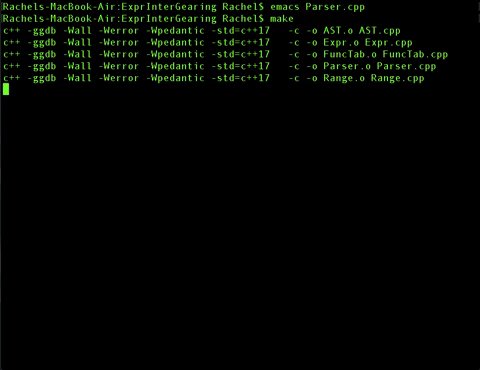 Rachels-MacBook-Air:ExprInterGearing Rachel$ emacs Parser.cpp
Rachels-MacBook-Air:ExprInterGearing Rachel$ make
c++ -ggdb -Wall -Werror -Wpedantic -std=c++17   -c -o AST.o AST.cpp
c++ -ggdb -Wall -Werror -Wpedantic -std=c++17   -c -o Expr.o Expr.cpp
c++ -ggdb -Wall -Werror -Wpedantic -std=c++17   -c -o FuncTab.o FuncTab.cpp
c++ -ggdb -Wall -Werror -Wpedantic -std=c++17   -c -o Parser.o Parser.cpp
c++ -ggdb -Wall -Werror -Wpedantic -std=c++17   -c -o Range.o Range.cpp